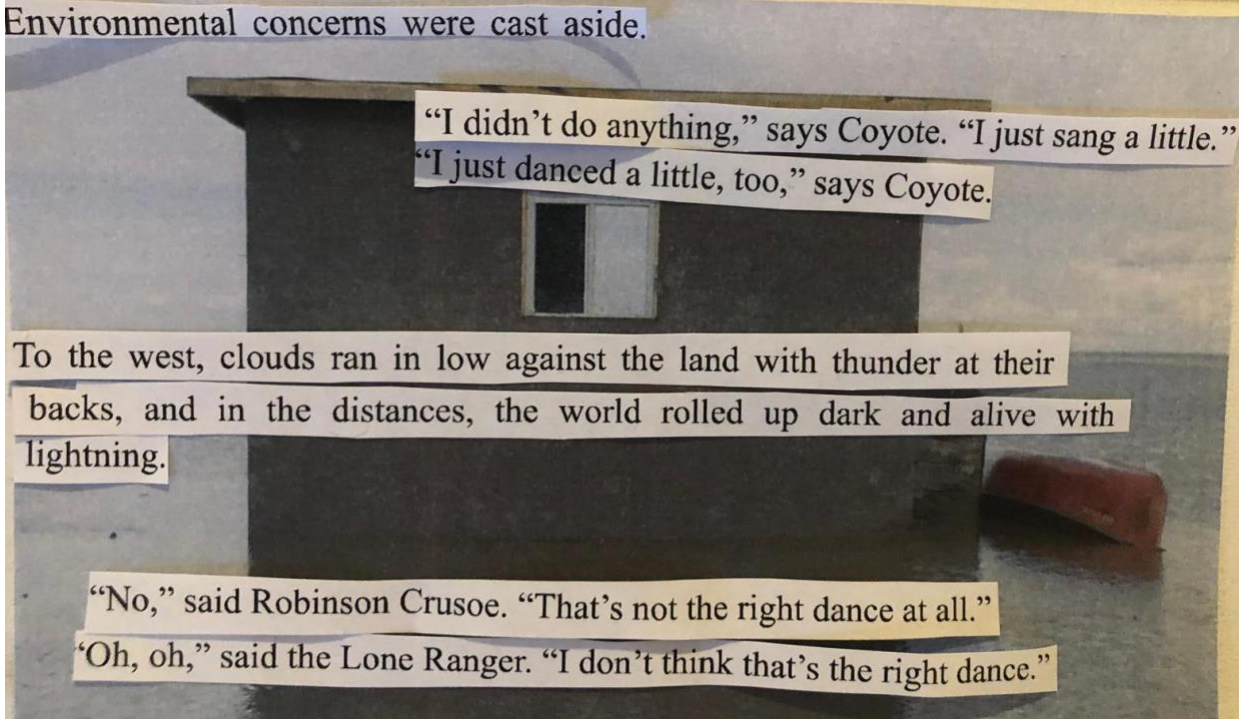 Environmental concerns were cast aside.
“I didn’t do anything,” says Coyote. “I just sang a little.”
“I just danced a little, too,” says Coyote.
To the west, clouds ran in low against the land with thunder at their
backs, and in the distances, the world rolled up dark and alive with
lightning.
“No,” said Robinson Crusoe. “That’s not the right dance at all.”
‘Oh, oh,” said the Lone Ranger. “I don’t think that’s the right dance.”